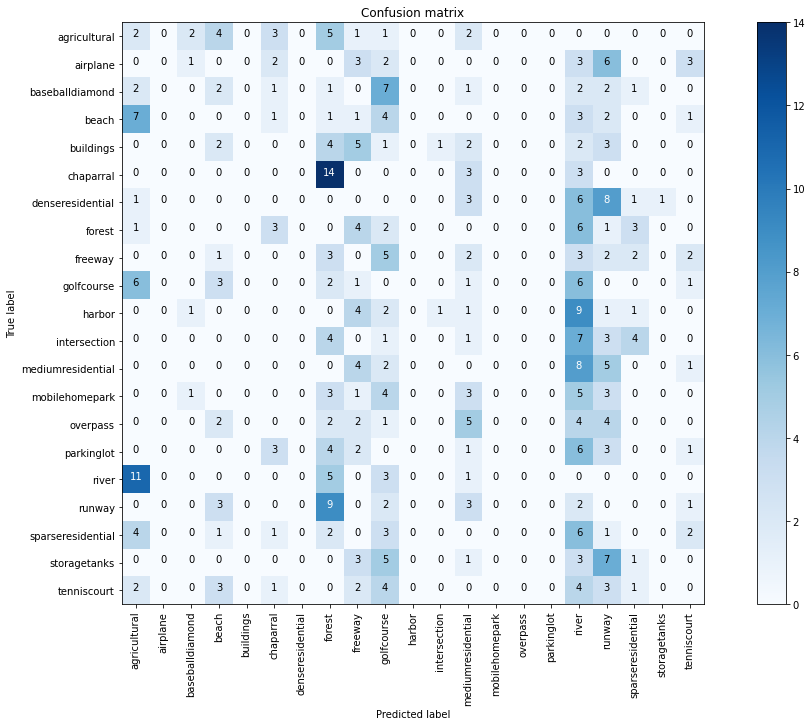 Confusion matrix
True label
agricultural 2 0 2 4 0 3 0 5 1 1 0 0 2 0 0 0 0 0 0 0 0
airplane 0 0 1 0 0 2 0 0 3 2 0 0 0 0 0 0 3 6 0 0 3
baseballdiamond 2 0 0 2 0 1 0 1 0 7 0 0 1 0 0 0 2 2 1 0 0
beach 7 0 0 0 0 1 0 1 1 4 0 0 0 0 0 0 3 2 0 0 1
buildings 0 0 0 2 0 0 0 4 5 1 0 1 2 0 0 0 2 3 0 0 0
chaparral 0 0 0 0 0 0 0 14 0 0 0 0 3 0 0 0 3 0 0 0 0
denseresidential 1 0 0 0 0 0 0 0 0 0 0 0 3 0 0 0 6 8 1 1 0
forest 1 0 0 0 0 3 0 0 4 2 0 0 0 0 0 0 6 1 3 0 0
freeway 0 0 0 1 0 0 0 3 0 5 0 0 2 0 0 0 3 2 2 0 2
golfcourse 6 0 0 3 0 0 0 2 1 0 0 0 1 0 0 0 6 0 0 0 1
harbor 0 0 1 0 0 0 0 0 4 2 0 1 1 0 0 0 9 1 1 0 0
intersection 0 0 0 0 0 0 0 4 0 1 0 0 1 0 0 0 7 3 4 0 0
mediumresidential 0 0 0 0 0 0 0 0 4 2 0 0 0 0 0 0 8 5 0 0 1
mobilehomepark 0 0 1 0 0 0 0 3 1 4 0 0 3 0 0 0 5 3 0 0 0
overpass 0 0 0 2 0 0 0 2 2 1 0 0 5 0 0 0 4 4 0 0 0
parkinglot 0 0 0 0 0 3 0 4 2 0 0 0 1 0 0 0 6 3 0 0 1
river 11 0 0 0 0 0 0 5 0 3 0 0 1 0 0 0 0 0 0 0 0
runway 0 0 0 3 0 0 0 9 0 2 0 0 3 0 0 0 2 0 0 0 1
sparseresidential 4 0 0 1 0 1 0 2 0 3 0 0 0 0 0 0 6 1 0 0 2
storagetanks 0 0 0 0 0 0 0 0 3 5 0 0 1 0 0 0 3 7 1 0 0
tenniscourt 2 0 0 3 0 1 0 0 2 4 0 0 0 0 0 0 4 3 1 0 0
agricultural
airplane
baseballdiamond
beach
buildings
chaparral
denseresidential
forest
freeway
golfcourse
harbor
intersection
mediumresidential
mobilehomepark
overpass
parkinglot
river
runway
sparseresidential
storagetanks
tenniscourt
Predicted label
14
12
10
8
6
4
2
0